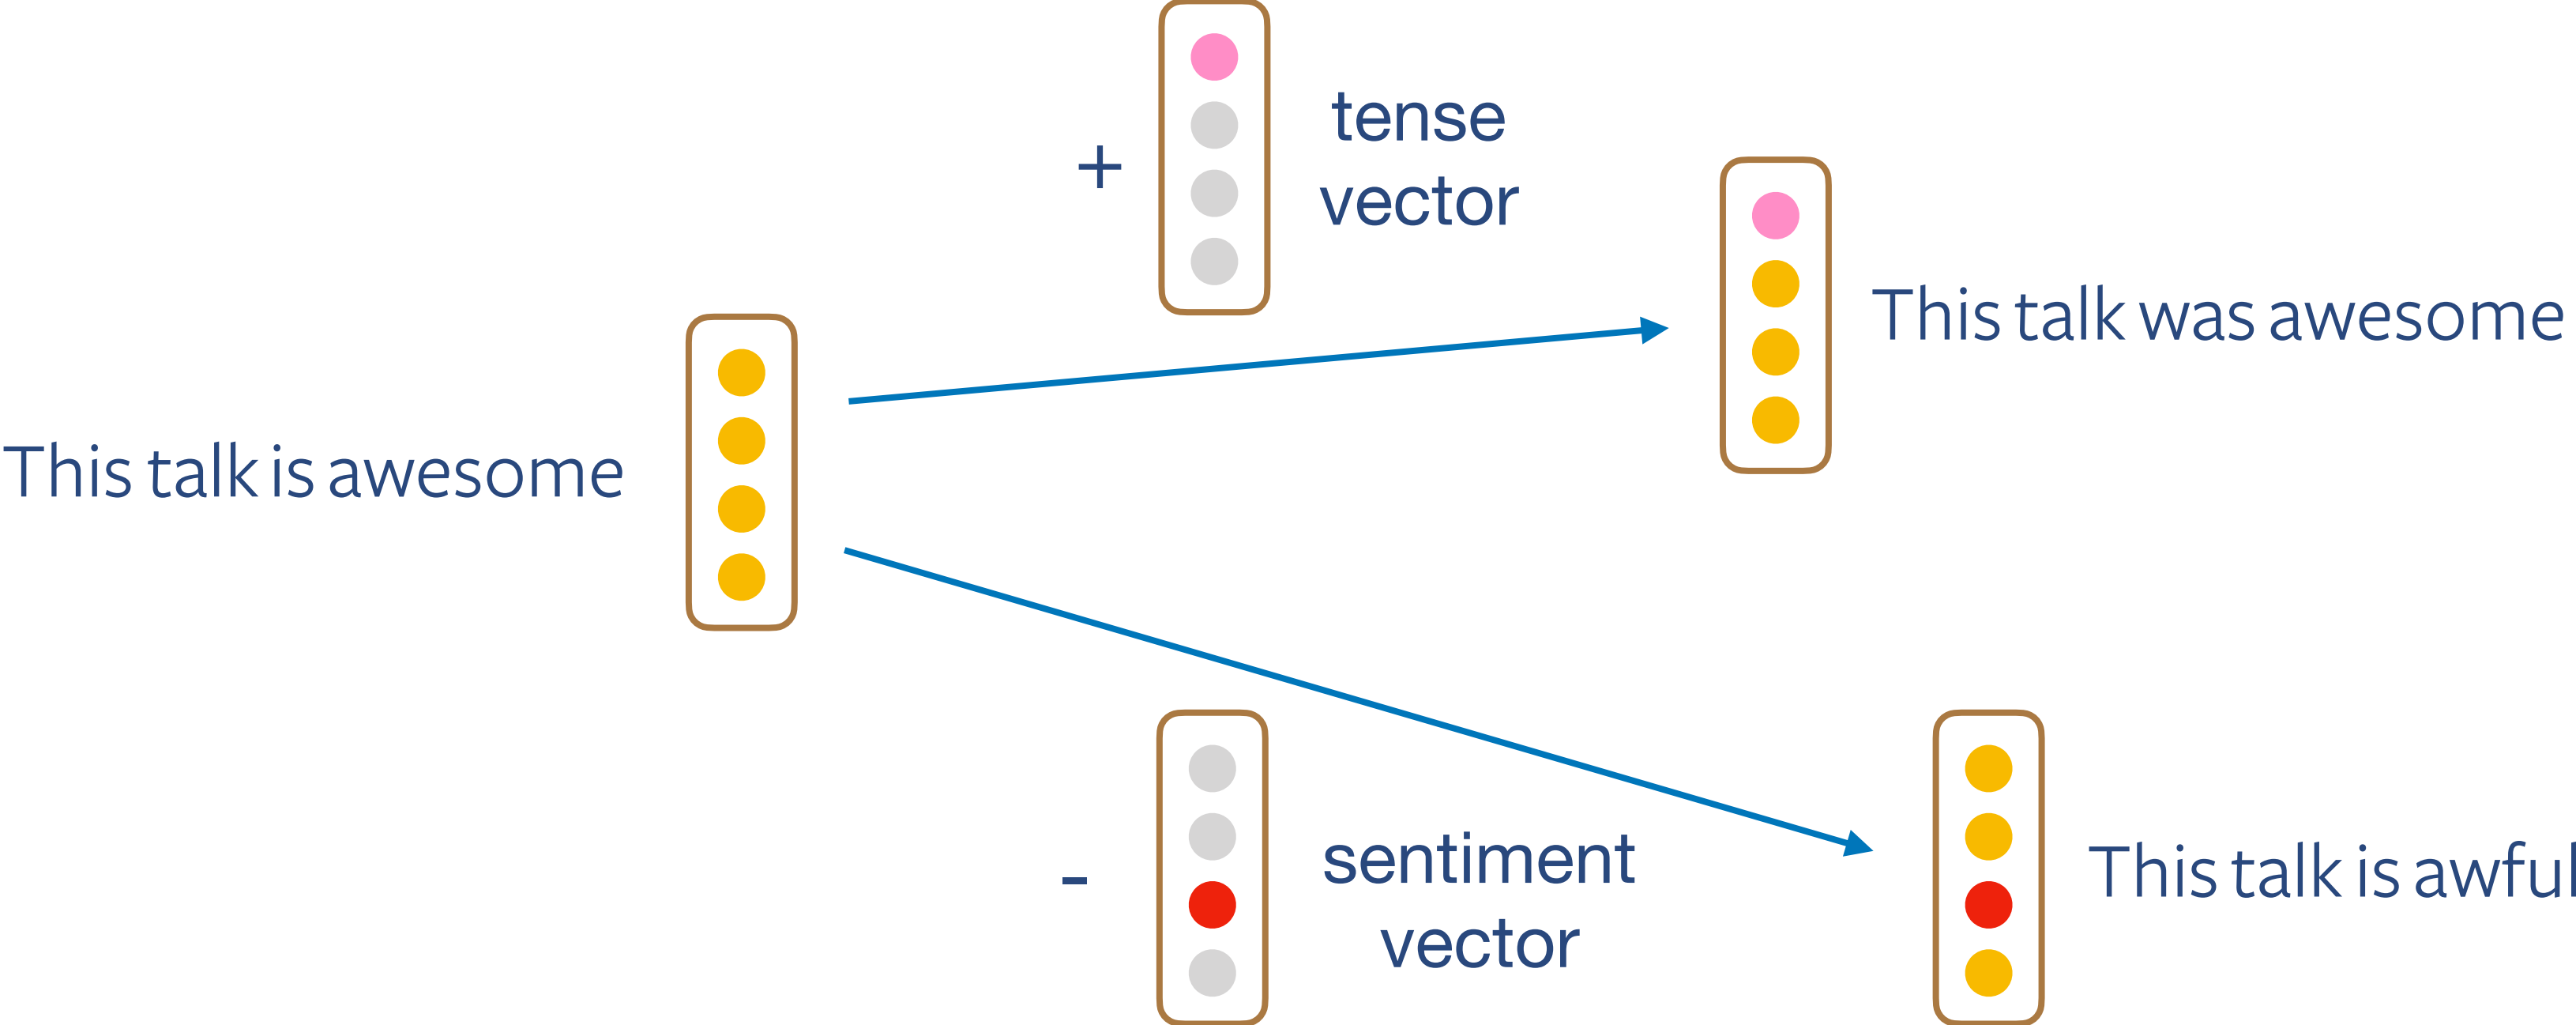 +
tense
vector
This talk was awesome
This talk is awesome
-
sentiment
vector
This talk is awful